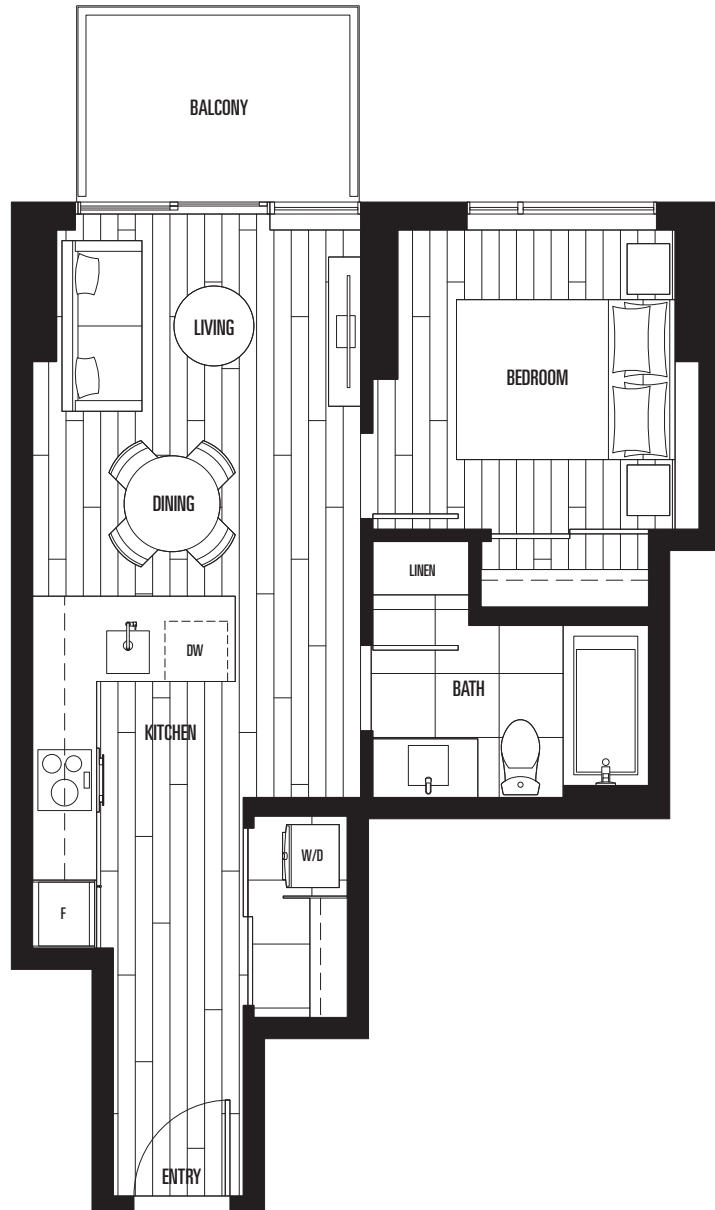 BALCONY
LIVING
BEDROOM
DINING
LINEN
DW
BATH
KITCHEN
W/D
F
ENTRY